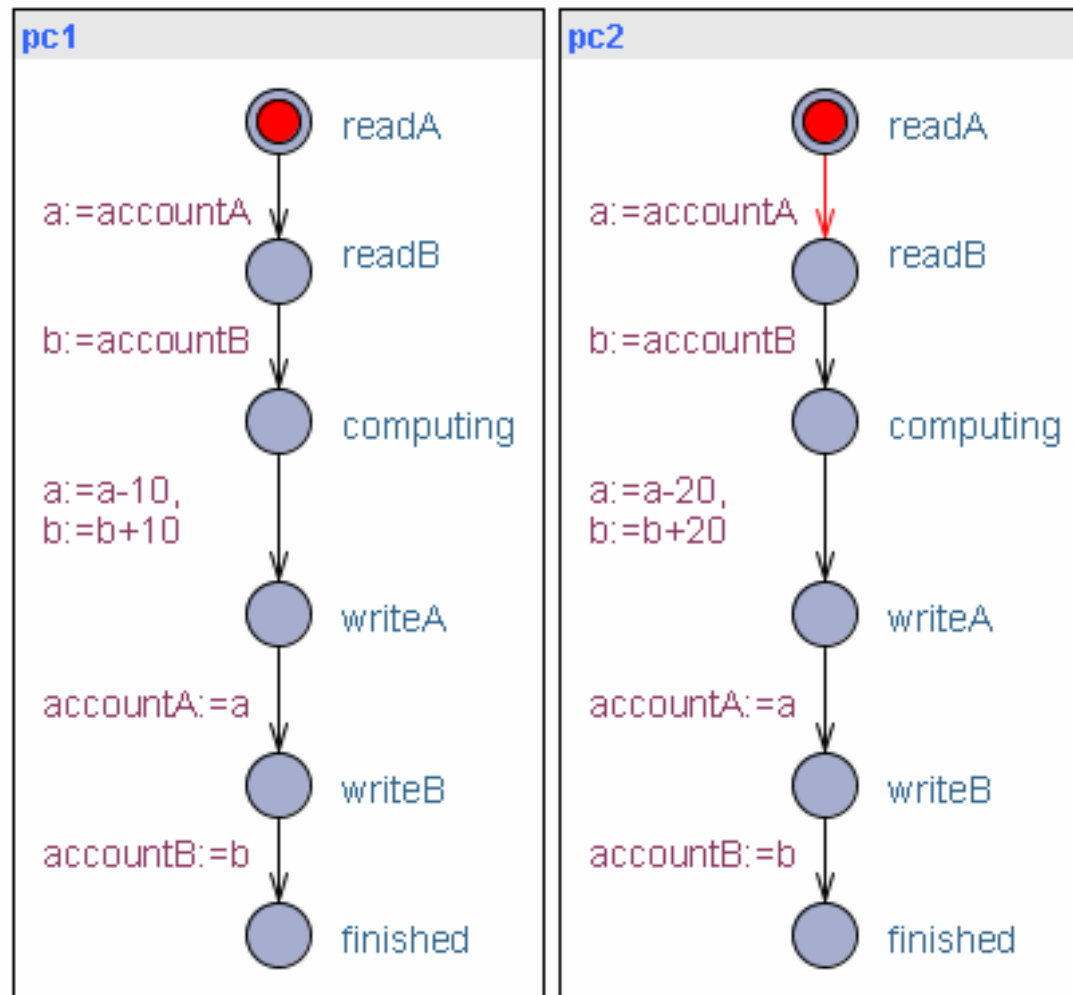 pc1
readA
a:=accountA
readB
b:=accountB
computing
a:=a-10,
b:=b+10
writeA
accountA:=a
writeB
accountB:=b
finished
pc2
readA
a:=accountA
readB
b:=accountB
computing
a:=a-20,
b:=b+20
writeA
accountA:=a
writeB
accountB:=b
finished